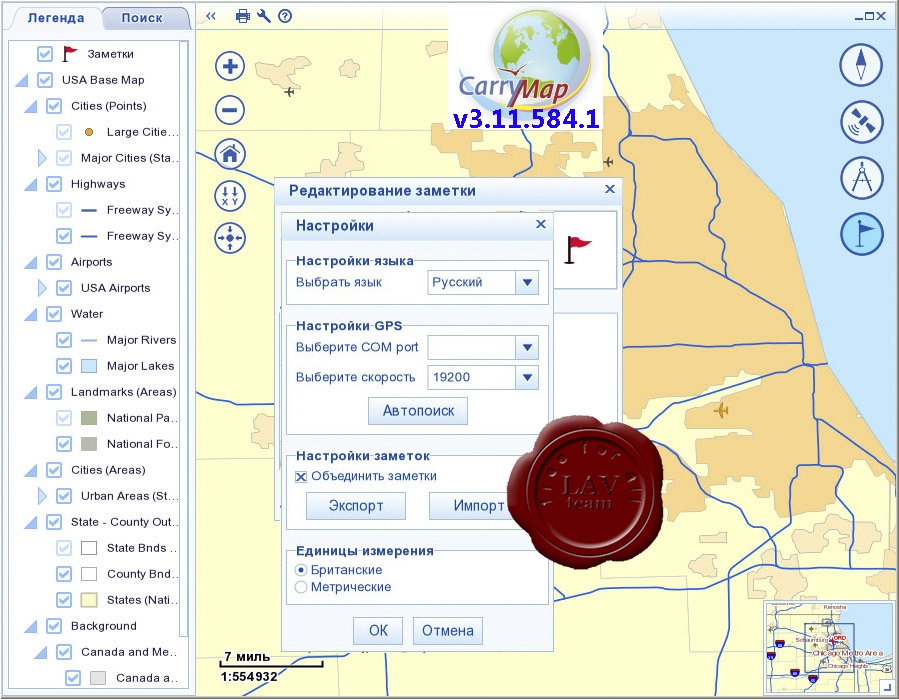 Легенда
Поиск
Заметки
USA Base Map
Cities (Points)
Large Citie...
Major Cities (Sta..
Highways
Freeway Sy..
Freeway Sy..
Airports
USA Airports
Water
Major Rivers
Major Lakes
Landmarks (Areas)
National Pa..
National Fo..
Cities (Areas)
Urban Areas (St..
State - County Out..
State Bnds ..
County Bnd..
States (Nati..
Background
Canada and Me..
Canada a..
CarryMap
v3.11.584.1
X Y
Редактирование заметки
Настройки
Настройки языка
Выбрать язык
Русский
Настройки GPS
Выберите COM port
Выберите скорость
19200
Автопоиск
Настройки заметок
Объединить заметки
Экспорт
Импорт
Единицы измерения
Британские
Метрические
ОК
Отмена
LAV
team
7 миль
1:554932
Kenosha
Schaumburg
ORD
Chicago Metro Area
Chicago Heights